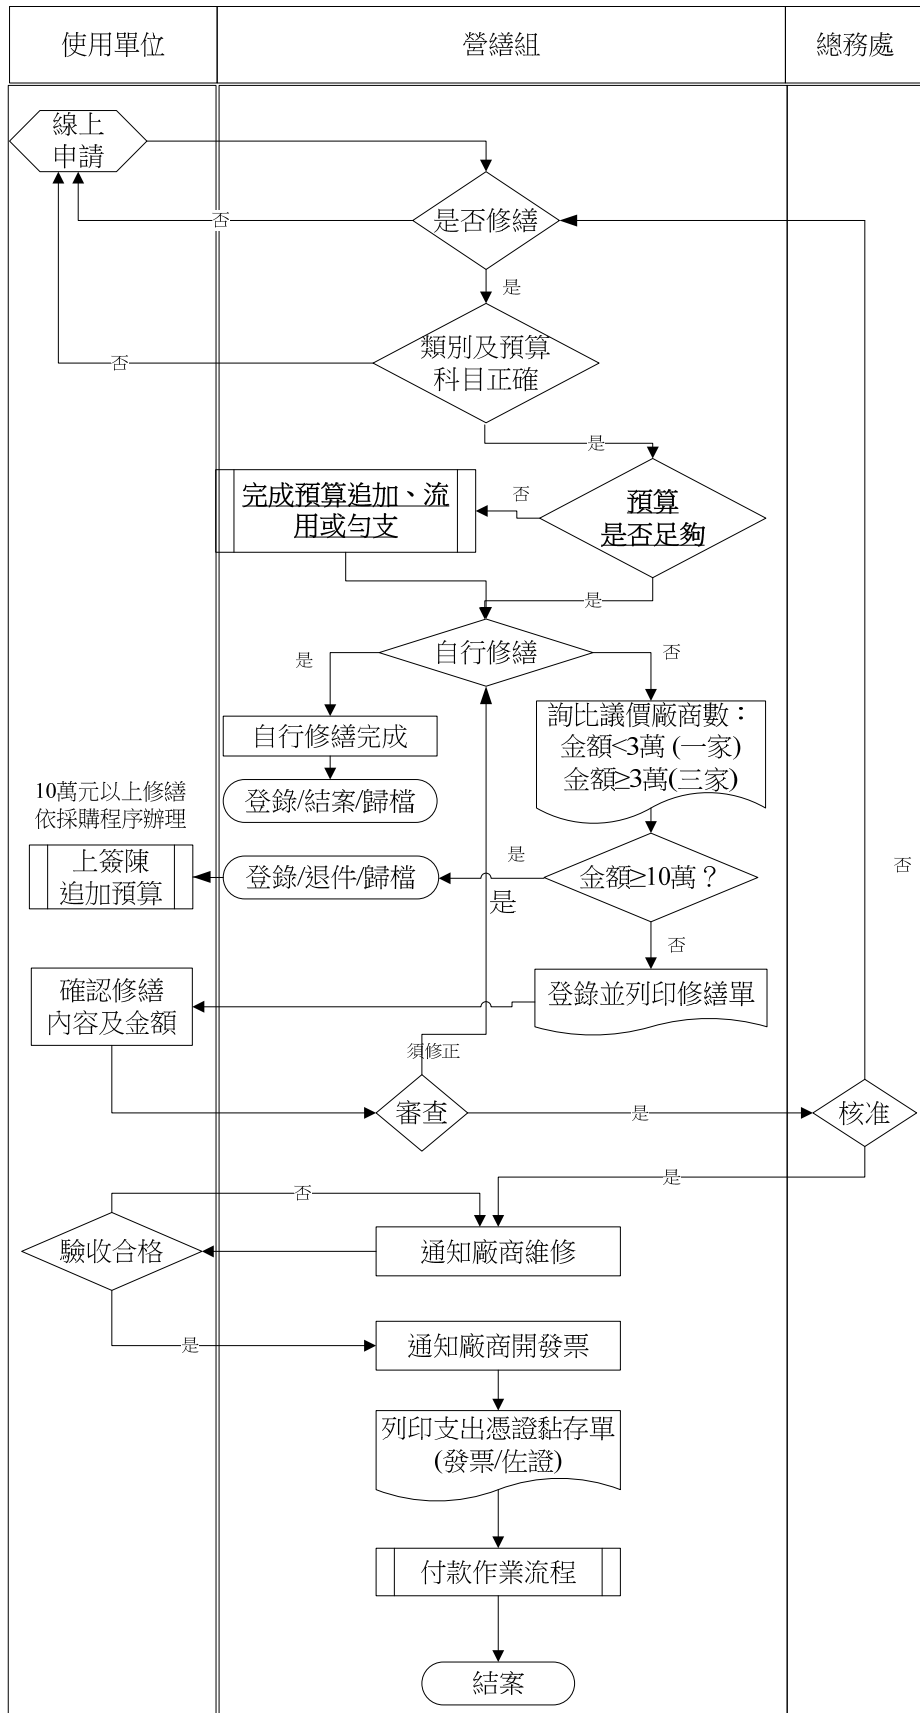 使用單位
營繕組
總務處
線上
申請
是否修繕
否
是
類別及預算
科目正確
否
是
完成預算追加、流
用或勻支
否
預算
是否足夠
是
自行修繕
是
否
自行修繕完成
詢比議價廠商數：
金額<3萬 (一家)
金額≥3萬(三家)
登錄/結案/歸檔
10萬元以上修繕
依採購程序辦理
上簽陳
追加預算
登錄/退件/歸檔
是
金額≥10萬？
否
是
否
確認修繕
內容及金額
登錄並列印修繕單
須修正
審查
是
核准
是
否
驗收合格
通知廠商維修
是
通知廠商開發票
列印支出憑證黏存單
(發票/佐證)
付款作業流程
結案